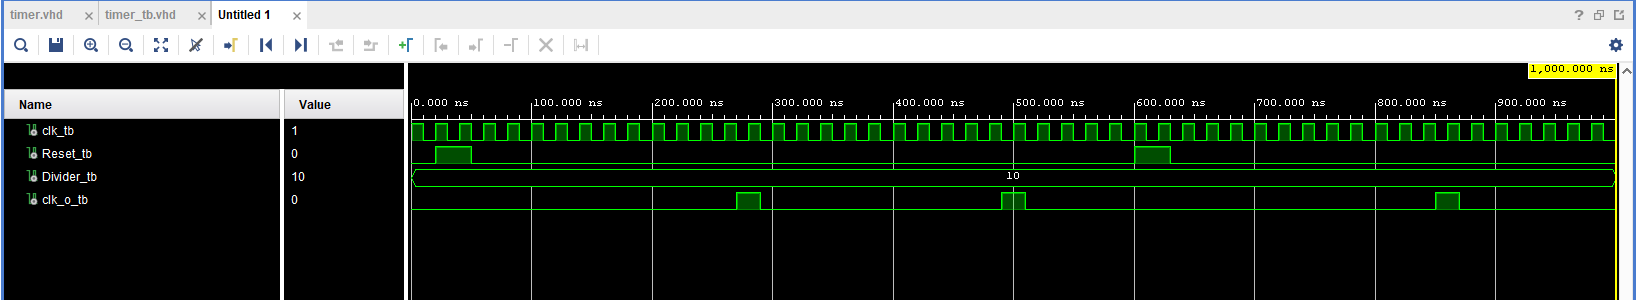 timer.vhd timer_tb.vhd Untitled 1 ?
1,000.000 ns
Name Value
0.000 ns 100.000 ns 200.000 ns 300.000 ns 400.000 ns 500.000 ns 600.000 ns 700.000 ns 800.000 ns 900.000 ns
clk_tb 1
Reset_tb 0
Divider_tb 10 10
clk_o_tb 0